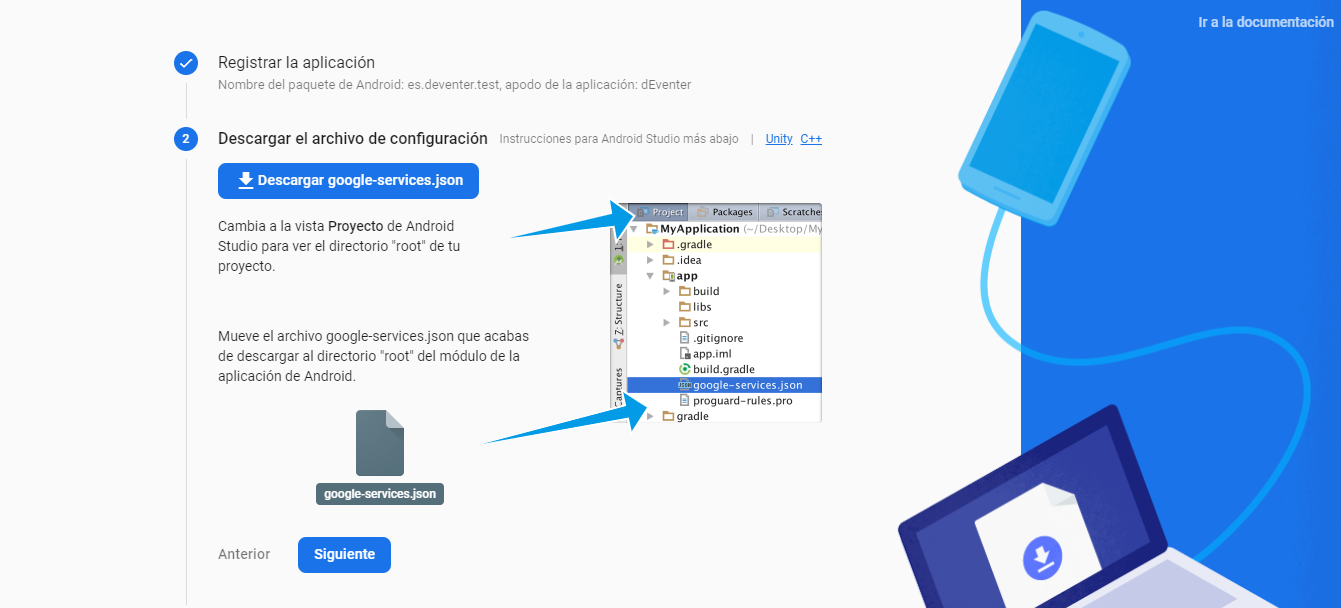 Ir a la documentación
Registrar la aplicación
Nombre del paquete de Android: es.deventer.test, apodo de la aplicación: dEventer
2 Descargar el archivo de configuración Instrucciones para Android Studio más abajo | Unity C++
Descargar google-services.json
Cambia a la vista Proyecto de Android
Studio para ver el directorio "root" de tu
proyecto.
Mueve el archivo google-services.json que acabas
de descargar al directorio "root" del módulo de la
aplicación de Android.
google-services.json
Project Packages Scratches
MyApplication (~/Desktop/My
.gradle
.idea
app
build
libs
src
.gitignore
app.iml
build.gradle
google-services.json
proguard-rules.pro
gradle
Z: Structure
Captures
Anterior Siguiente